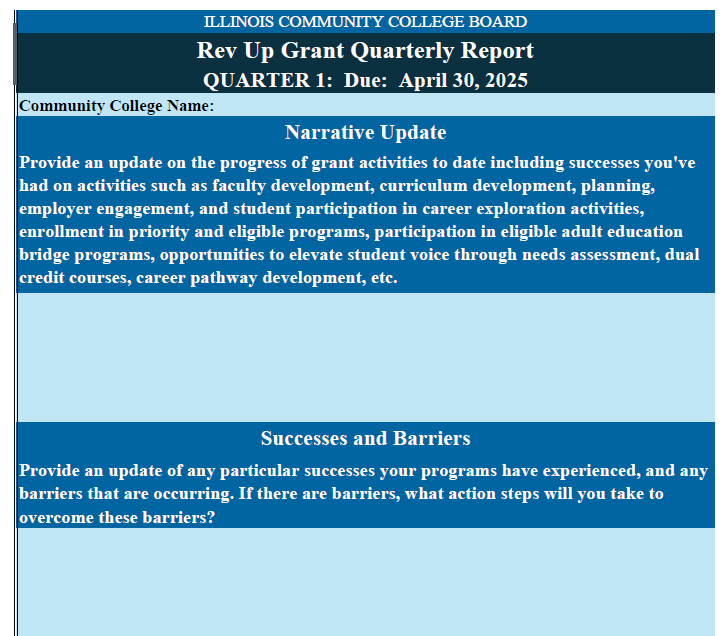 ILLINOIS COMMUNITY COLLEGE BOARD
Rev Up Grant Quarterly Report
QUARTER 1:  Due:  April 30, 2025
Community College Name:
Narrative Update
Provide an update on the progress of grant activities to date including successes you've
had on activities such as faculty development, curriculum development, planning,
employer engagement, and student participation in career exploration activities,
enrollment in priority and eligible programs, participation in eligible adult education
bridge programs, opportunities to elevate student voice through needs assessment, dual
credit courses, career pathway development, etc.
Successes and Barriers
Provide an update of any particular successes your programs have experienced, and any
barriers that are occurring. If there are barriers, what action steps will you take to
overcome these barriers?